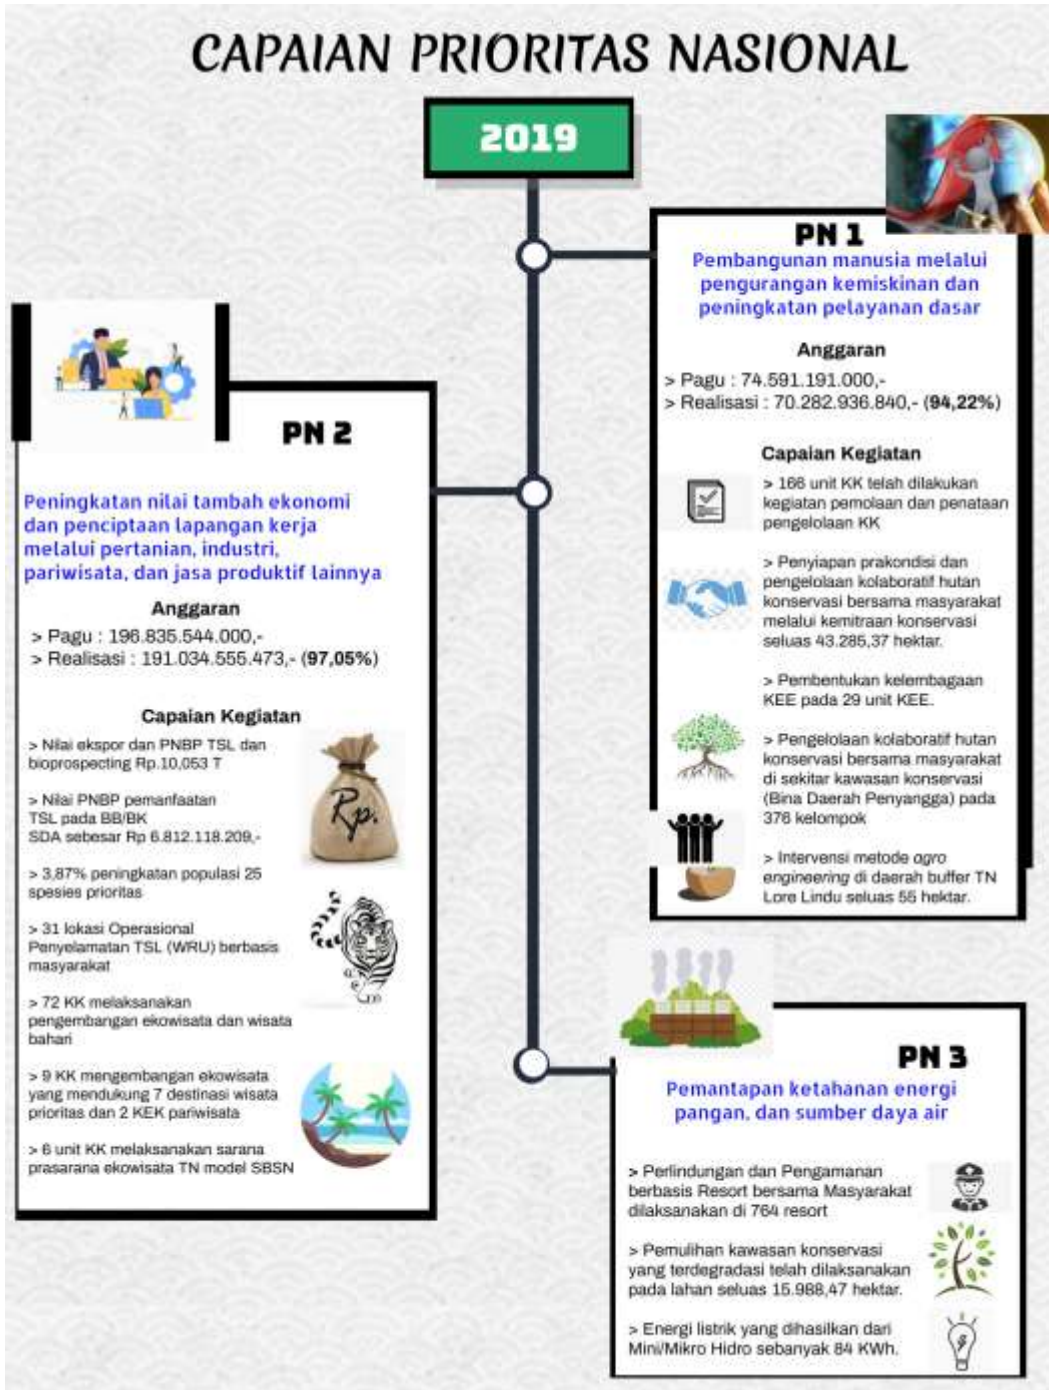 CAPAIAN PRIORITAS NASIONAL
2019
PN 1
Pembangunan manusia melalui
pengurangan kemiskinan dan
peningkatan pelayanan dasar
Anggaran
> Pagu : 74.591.191.000,-
> Realisasi : 70.282.936.840,- (94,22%)
Capaian Kegiatan
> 166 unit KK telah dilakukan
kegiatan pemolaan dan penataan
pengelolaan KK
> Penyiapan prakondisi dan
pengelolaan kolaboratif hutan
konservasi bersama masyarakat
melalui kemitraan konservasi
seluas 43.285,37 hektar.
> Pembentukan kelembagaan
KEE pada 29 unit KEE.
> Pengelolaan kolaboratif hutan
konservasi bersama masyarakat
di sekitar kawasan konservasi
(Bina Daerah Penyangga) pada
376 kelompok
> Intervensi metode agro
engineering di daerah buffer TN
Lore Lindu seluas 55 hektar.
PN 2
Peningkatan nilai tambah ekonomi
dan penciptaan lapangan kerja
melalui pertanian, industri,
pariwisata, dan jasa produktif lainnya
Anggaran
> Pagu : 196.835.544.000,-
> Realisasi : 191.034.555.473,- (97,05%)
Capaian Kegiatan
> Nilai ekspor dan PNBP TSL dan
bioprospecting Rp.10,053 T
> Nilai PNBP pemanfaatan
TSL pada BB/BK
SDA sebesar Rp 6.812.118.209,-
> 3,87% peningkatan populasi 25
spesies prioritas
> 31 lokasi Operasional
Penyelamatan TSL (WRU) berbasis
masyarakat
> 72 KK melaksanakan
pengembangan ekowisata dan wisata
bahari
> 9 KK mengembangan ekowisata
yang mendukung 7 destinasi wisata
prioritas dan 2 KEK pariwisata
> 6 unit KK melaksanakan sarana
prasarana ekowisata TN model SBSN
Rp.
PN 3
Pemantapan ketahanan energi
pangan, dan sumber daya air
> Perlindungan dan Pengamanan
berbasis Resort bersama Masyarakat
dilaksanakan di 764 resort
> Pemulihan kawasan konservasi
yang terdegradasi telah dilaksanakan
pada lahan seluas 15.988,47 hektar.
> Energi listrik yang dihasilkan dari
Mini/Mikro Hidro sebanyak 84 KWh.